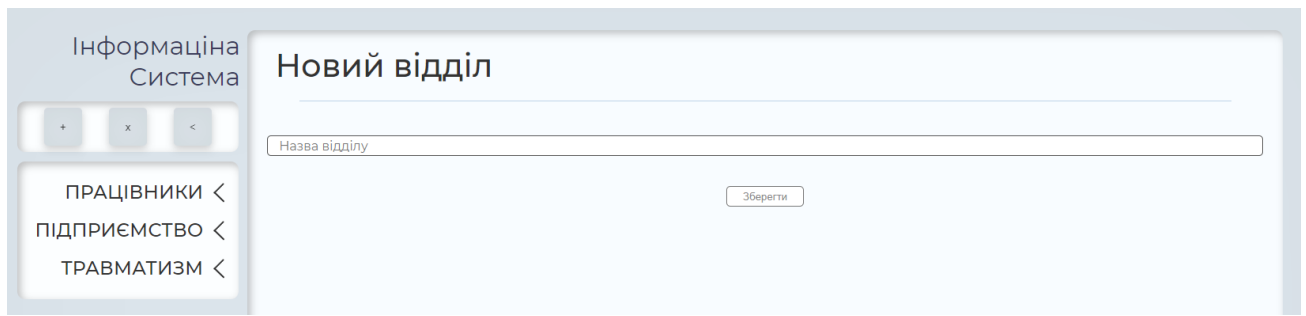 Інформаціна
Система
+ x <
ПРАЦІВНИКИ <
ПІДПРИЄМСТВО <
ТРАВМАТИЗМ <
Новий відділ
Назва відділу
Зберегти